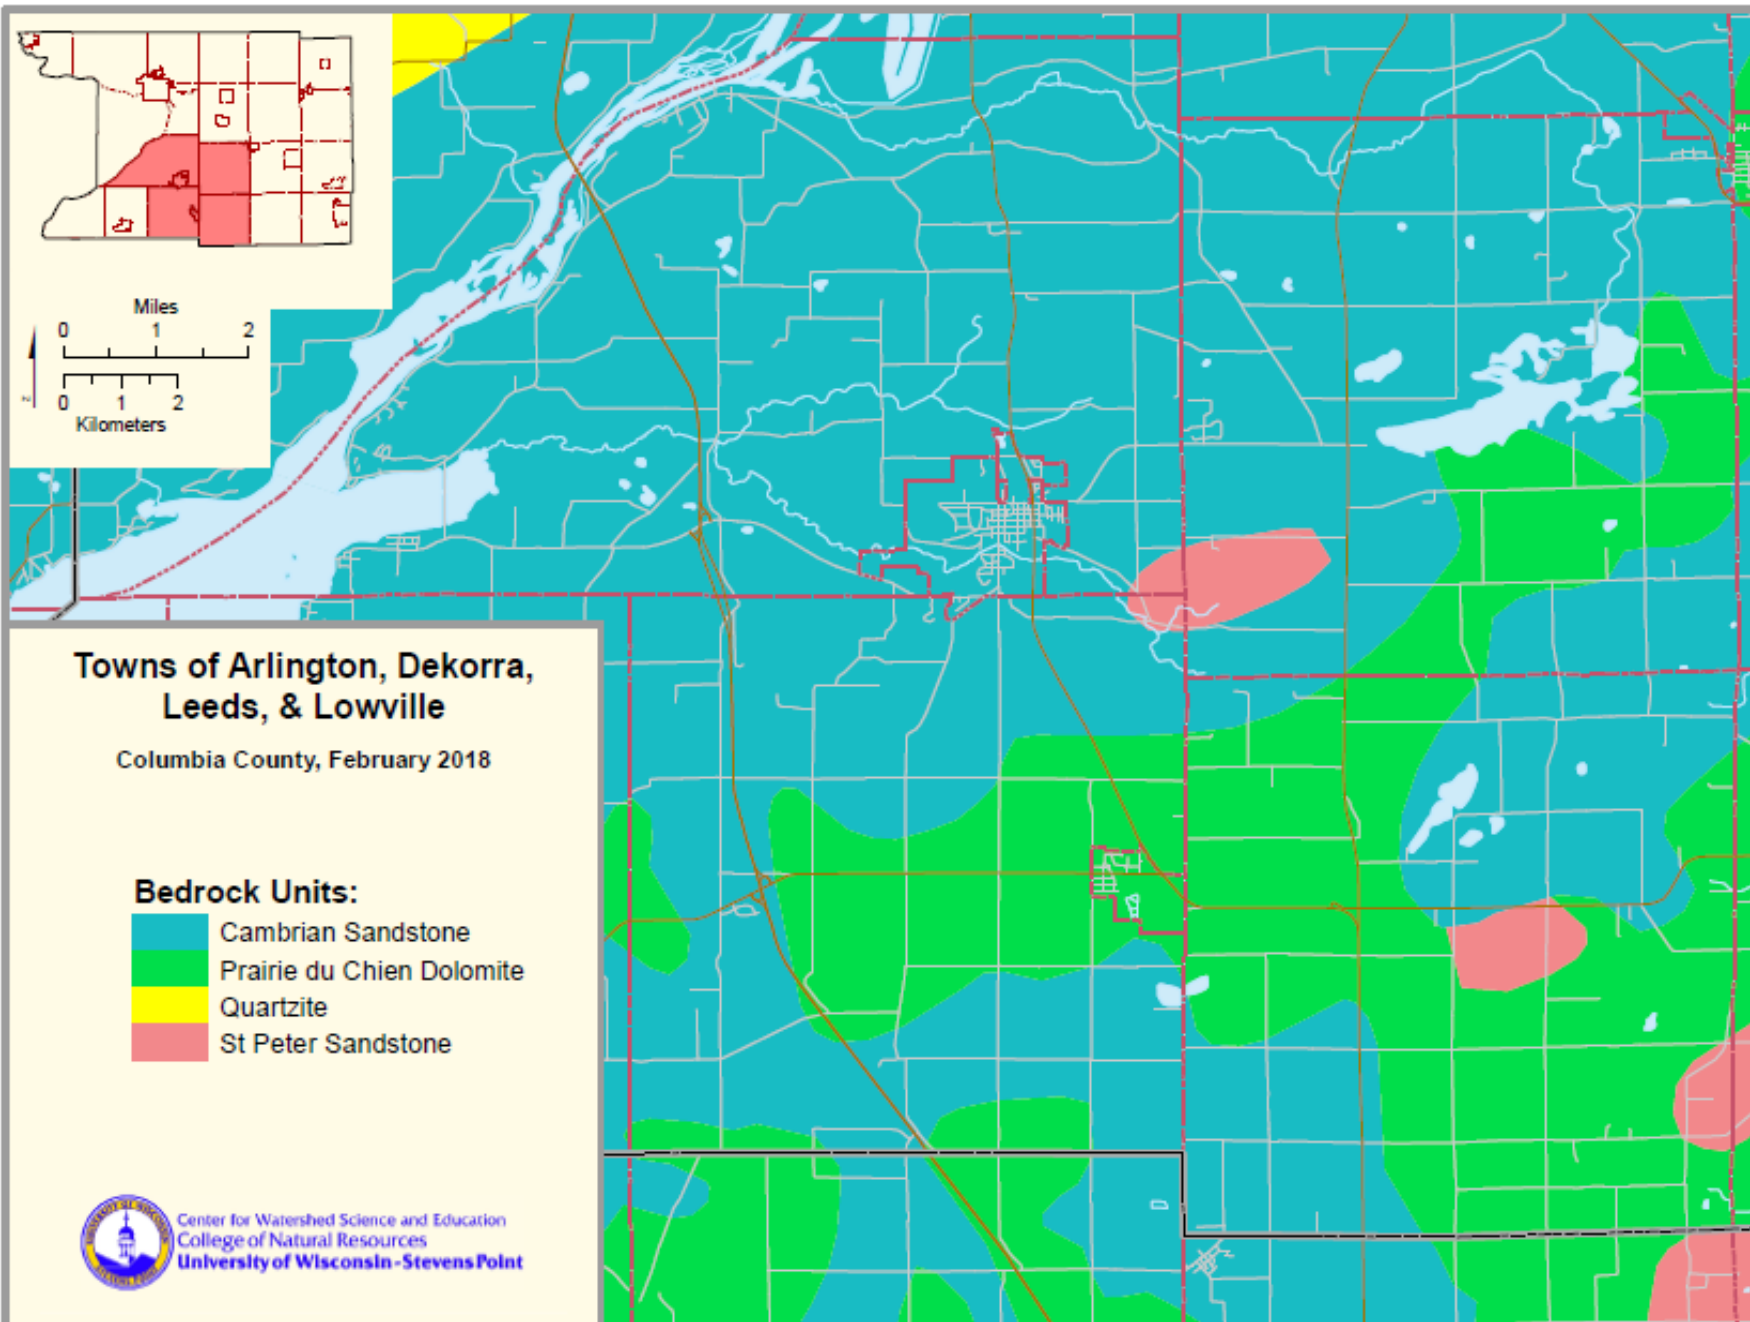 Miles
0 1 2
0 1 2
Kilometers
Towns of Arlington, Dekorra,
Leeds, & Lowville
Columbia County, February 2018
Bedrock Units:
Cambrian Sandstone
Prairie du Chien Dolomite
Quartzite
St Peter Sandstone
Center for Watershed Science and Education
College of Natural Resources
University of Wisconsin - Stevens Point